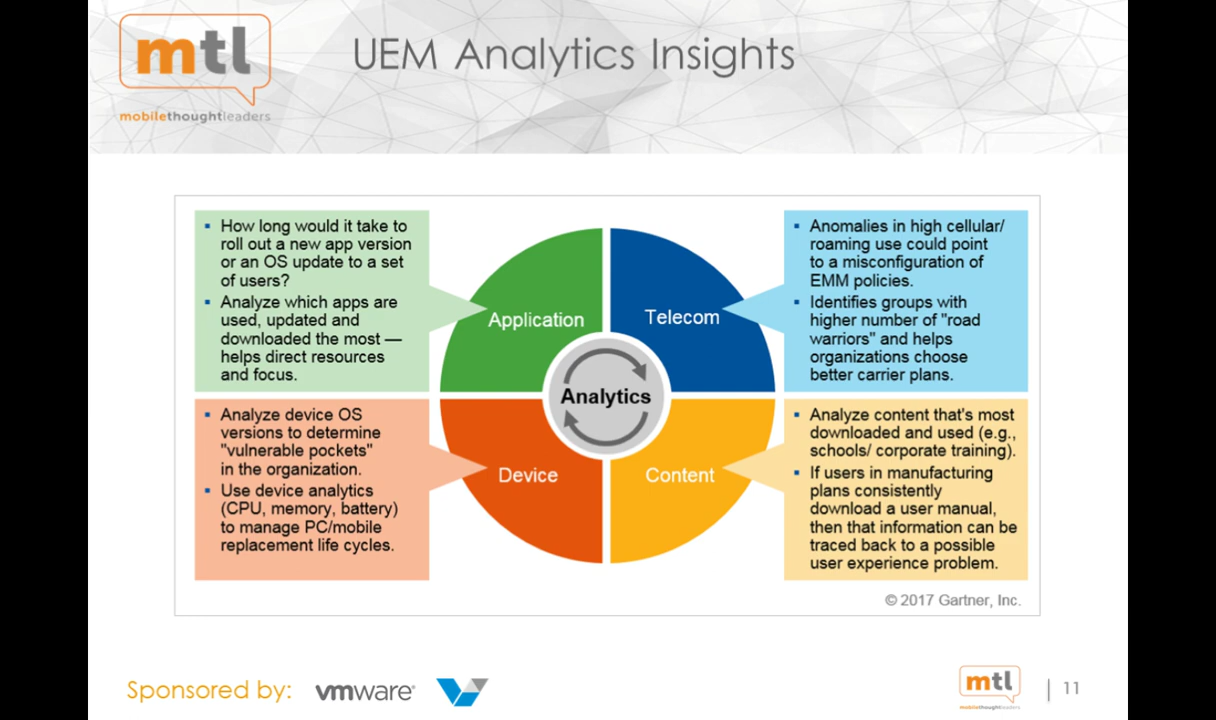 mtl
mobilethoughtleaders
UEM Analytics Insights
▪ How long would it take to
roll out a new app version
or an OS update to a set
of users?
▪ Analyze which apps are
used, updated and
downloaded the most —
helps direct resources
and focus.
Application
Telecom
▪ Anomalies in high cellular/
roaming use could point
to a misconfiguration of
EMM policies.
▪ Identifies groups with
higher number of "road
warriors" and helps
organizations choose
better carrier plans.
Analytics
▪ Analyze device OS
versions to determine
"vulnerable pockets"
in the organization.
▪ Use device analytics
(CPU, memory, battery)
to manage PC/mobile
replacement life cycles.
Device
Content
▪ Analyze content that's most
downloaded and used (e.g.,
schools/ corporate training).
▪ If users in manufacturing
plans consistently
download a user manual,
then that information can be
traced back to a possible
user experience problem.
© 2017 Gartner, Inc.
Sponsored by: vmware®
mtl
mobilethoughtleaders
| 11